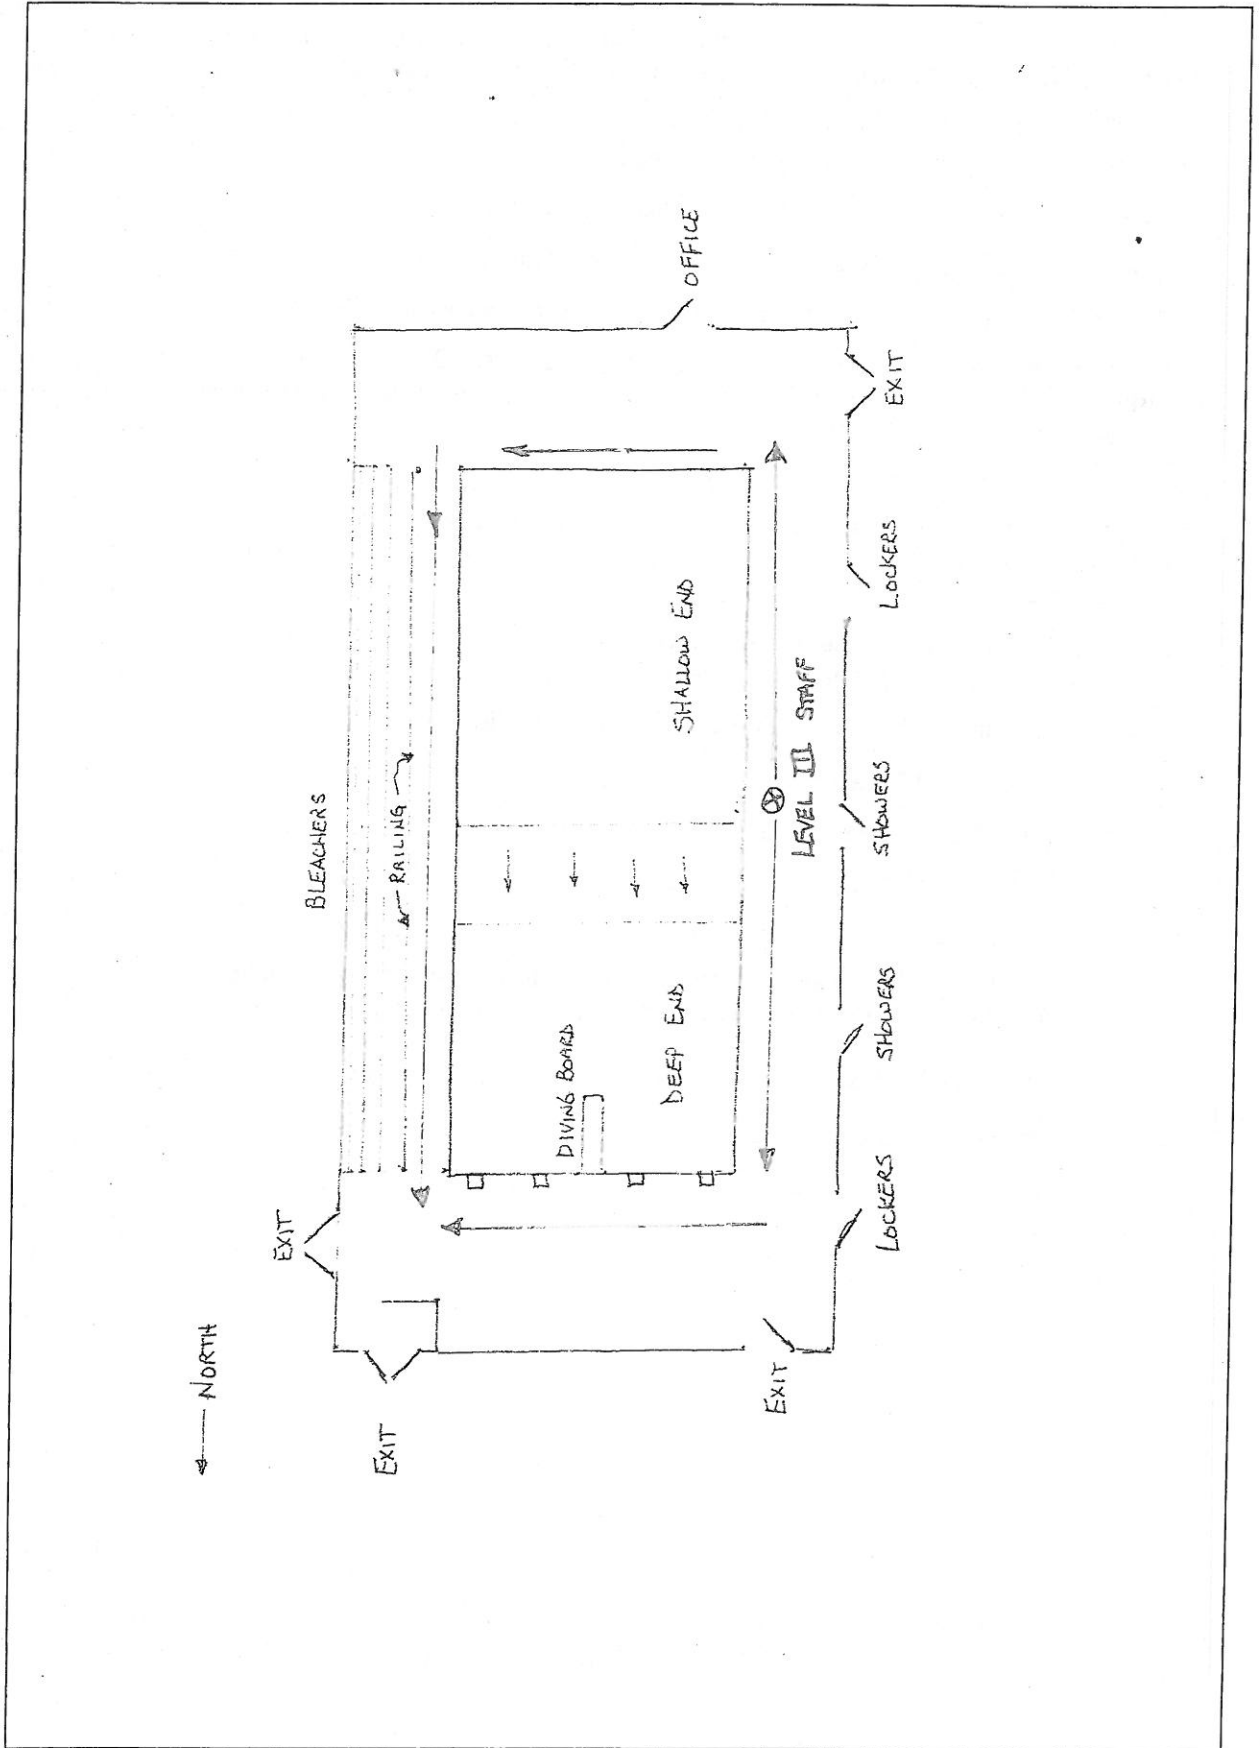 NORTH
EXIT
BLEACHERS
EXIT
RAILING
DIVING BOARD
DEEP END
SHALLOW END
OFFICE
EXIT
LEVEL III STAFF
LOCKERS
SHOWERS
SHOWERS
LOCKERS
EXIT